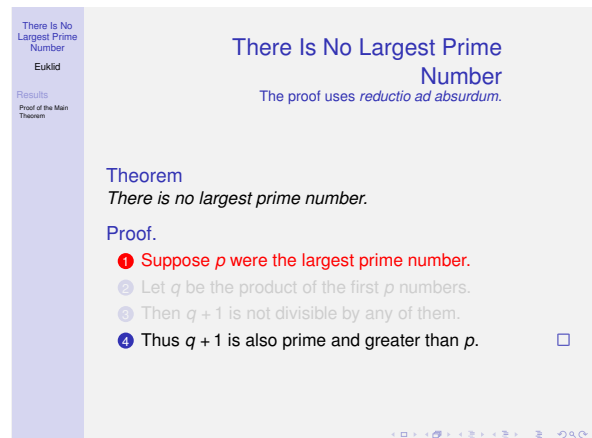 There Is No
Largest Prime
Number
Euklid
Results
Proof of the Main
Theorem
There Is No Largest Prime
Number
The proof uses reductio ad absurdum.
Theorem
There is no largest prime number.
Proof.
1 Suppose p were the largest prime number.
2 Let q be the product of the first p numbers.
3 Then q + 1 is not divisible by any of them.
4 Thus q + 1 is also prime and greater than p. □